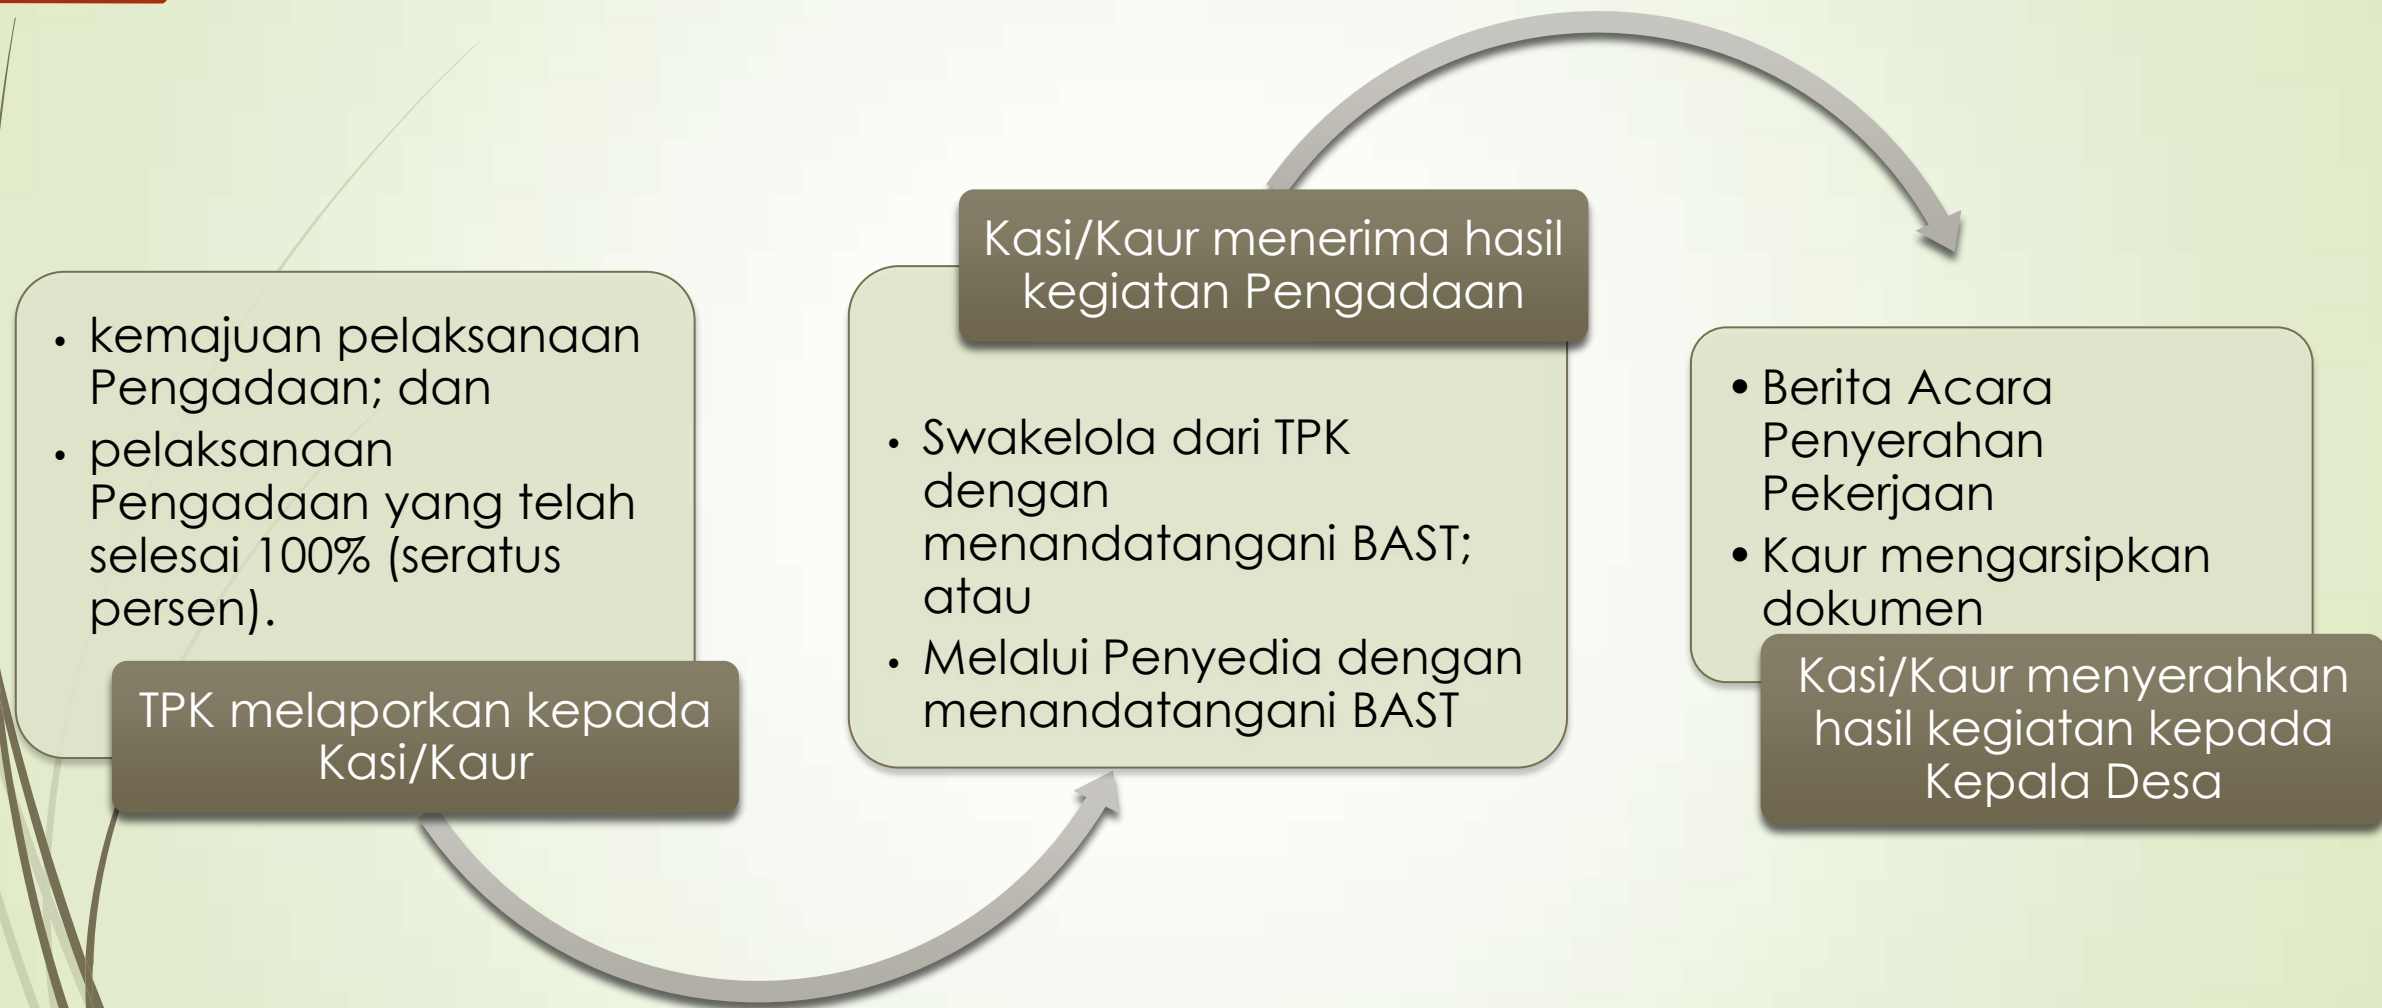 • kemajuan pelaksanaan
Pengadaan; dan
• pelaksanaan
Pengadaan yang telah
selesai 100% (seratus
persen).
TPK melaporkan kepada
Kasi/Kaur
Kasi/Kaur menerima hasil
kegiatan Pengadaan
• Swakelola dari TPK
dengan
menandatangani BAST;
atau
• Melalui Penyedia dengan
menandatangani BAST
• Berita Acara
Penyerahan
Pekerjaan
• Kaur mengarsipkan
dokumen
Kasi/Kaur menyerahkan
hasil kegiatan kepada
Kepala Desa